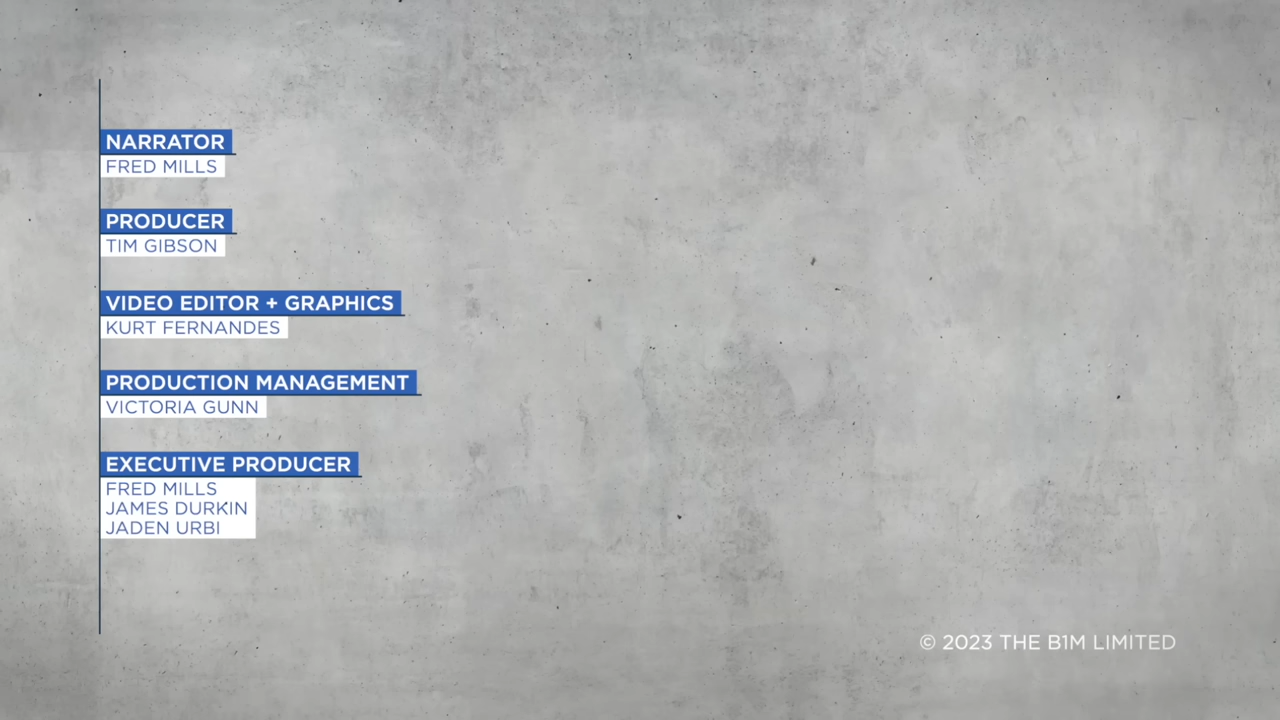 NARRATOR
FRED MILLS
PRODUCER
TIM GIBSON
VIDEO EDITOR + GRAPHICS
KURT FERNANDES
PRODUCTION MANAGEMENT
VICTORIA GUNN
EXECUTIVE PRODUCER
FRED MILLS
JAMES DURKIN
JADEN URBI
© 2023 THE B1M LIMITED